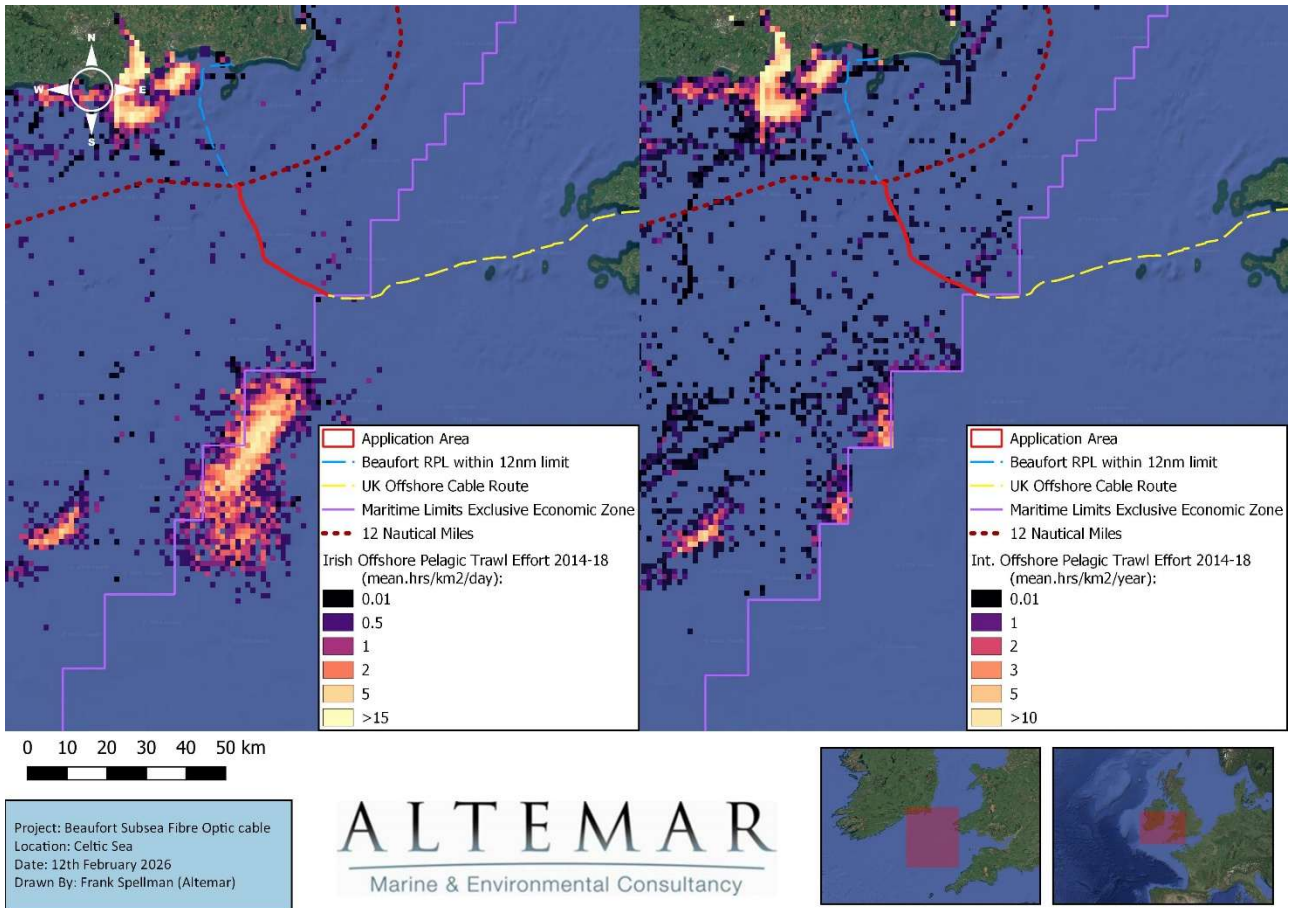 N
W
E
S
Application Area
Beaufort RPL within 12nm limit
UK Offshore Cable Route
Maritime Limits Exclusive Economic Zone
12 Nautical Miles
Irish Offshore Pelagic Trawl Effort 2014-18
(mean.hrs/km2/day):
0.01
0.5
1
2
5
>15
Application Area
Beaufort RPL within 12nm limit
UK Offshore Cable Route
Maritime Limits Exclusive Economic Zone
12 Nautical Miles
Int. Offshore Pelagic Trawl Effort 2014-18
(mean.hrs/km2/year):
0.01
1
2
3
5
>10
0 10 20 30 40 50 km
Project: Beaufort Subsea Fibre Optic cable
Location: Celtic Sea
Date: 12th February 2026
Drawn By: Frank Spellman (Altemar)
ALTEMAR
Marine & Environmental Consultancy